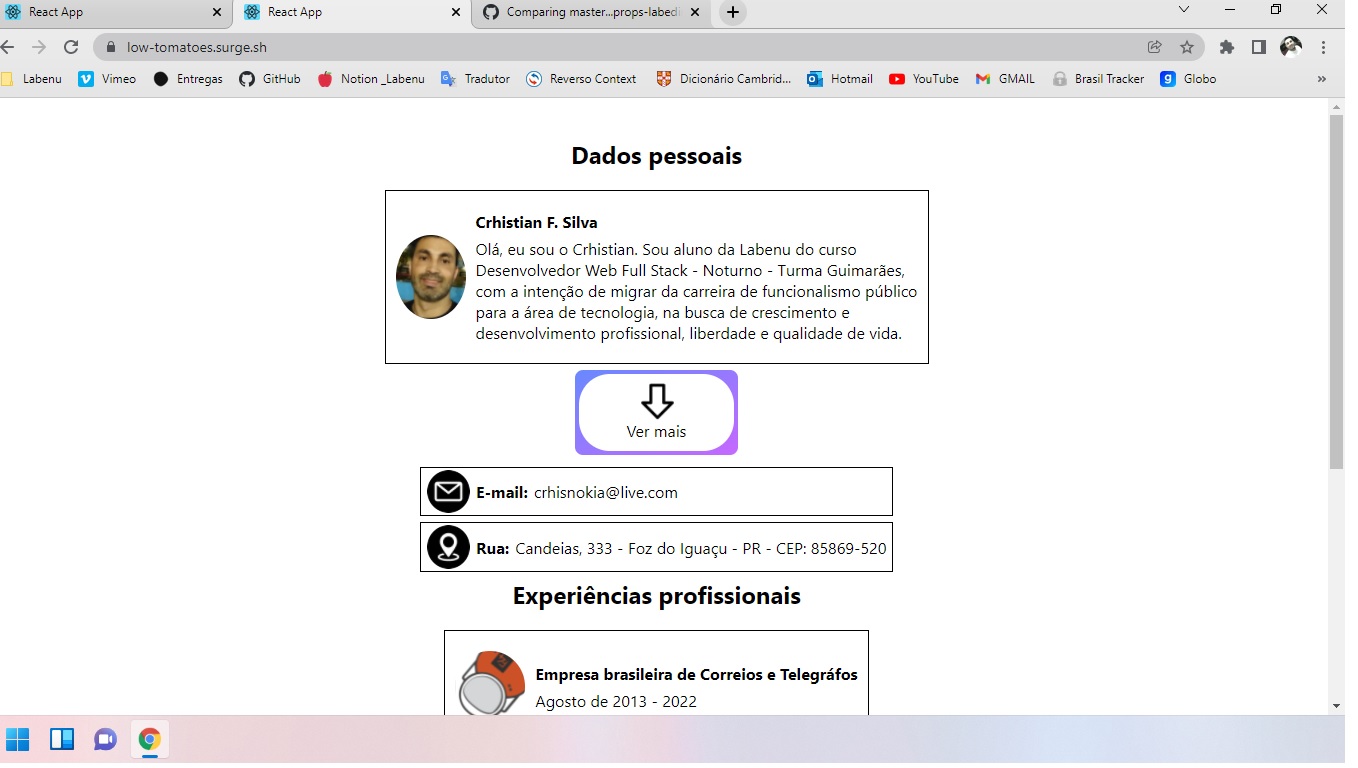 React App
React App
Comparing master...props-labedi
low-tomatoes.surge.sh
Labenu
Vimeo
Entregas
GitHub
Notion _Labenu
Tradutor
Reverso Context
Dicionário Cambrid...
Hotmail
YouTube
GMAIL
Brasil Tracker
Globo
Dados pessoais
Crhistian F. Silva
Olá, eu sou o Crhistian. Sou aluno da Labenu do curso
Desenvolvedor Web Full Stack - Noturno - Turma Guimarães,
com a intenção de migrar da carreira de funcionalismo público
para a área de tecnologia, na busca de crescimento e
desenvolvimento profissional, liberdade e qualidade de vida.
Ver mais
E-mail: crhisnokia@live.com
Rua: Candeias, 333 - Foz do Iguaçu - PR - CEP: 85869-520
Experiências profissionais
Empresa brasileira de Correios e Telegráfos
Agosto de 2013 - 2022